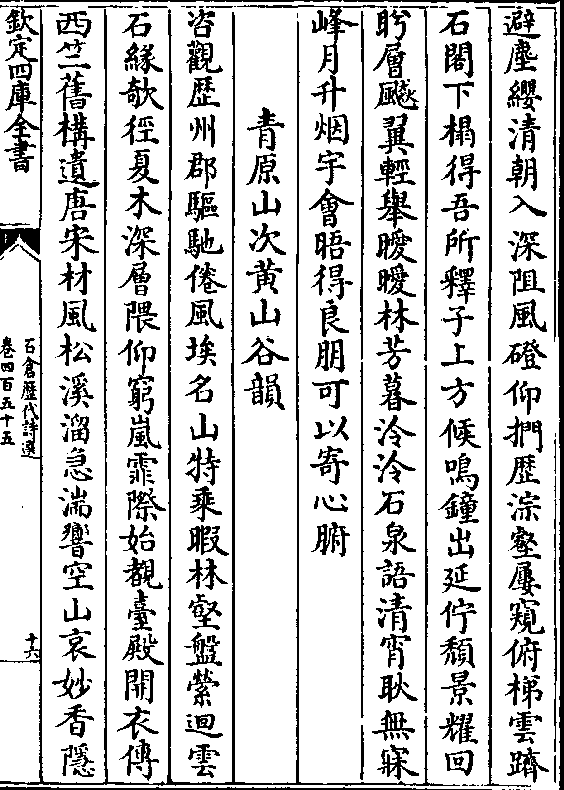 避塵纓清朝入深阻風磴仰捫歴淙壑屢窺俯梯雲躋
石閣下榻得吾所釋子上方候鳴鐘出延佇頽景耀回
眄層飈翼輕舉曖曖林芳暮泠泠石泉語清宵耿無寐
峰月升烟宇㑹晤得良朋可以寄心腑
青原山次黄山谷韻
咨觀歴州郡驅馳倦風埃名山特乘暇林壑盤縈迴雲
石緣欹徑夏木深層隈仰窮嵐霏際始覩臺殿開衣傳
西竺舊構遺唐宋材風松溪溜急湍響空山哀妙香隱
欽定四庫全書
石倉歴代詩選
卷四百五十五
十六